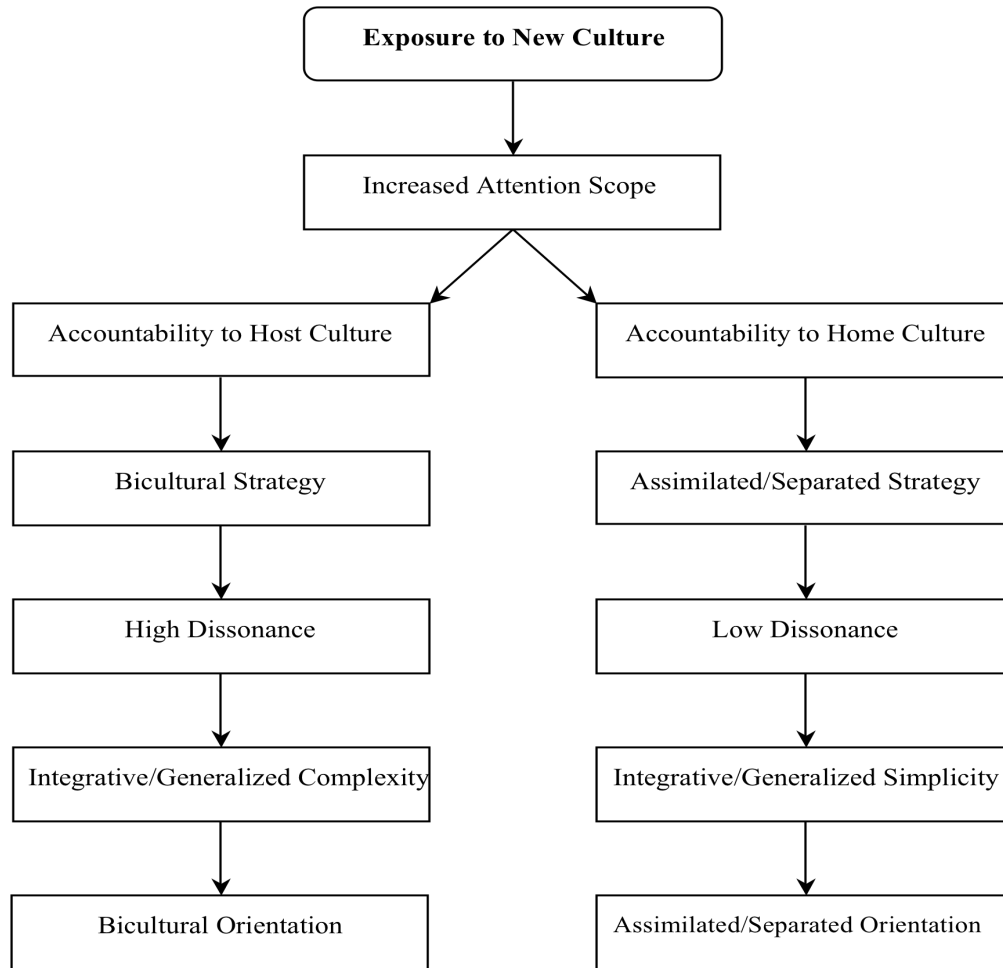 Exposure to New Culture
Increased Attention Scope
Accountability to Host Culture
Accountability to Home Culture
Bicultural Strategy
Assimilated/Separated Strategy
High Dissonance
Low Dissonance
Integrative/Generalized Complexity
Integrative/Generalized Simplicity
Bicultural Orientation
Assimilated/Separated Orientation